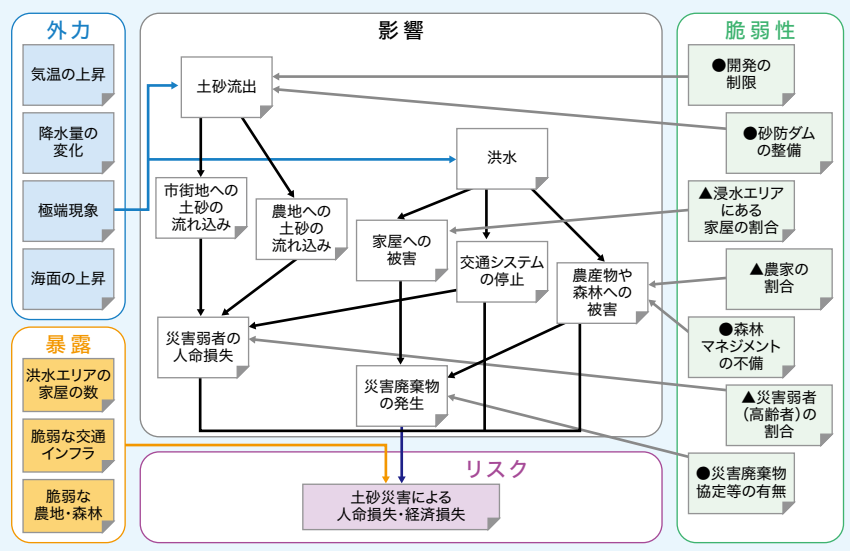 外力
気温の上昇
降水量の
変化
極端現象
海面の上昇
暴露
洪水エリアの
家屋の数
脆弱な交通
インフラ
脆弱な
農地・森林
影響
土砂流出
洪水
市街地への
土砂の
流れ込み
農地への
土砂の
流れ込み
家屋への
被害
交通システム
の停止
農産物や
森林への
被害
災害弱者の
人命損失
災害廃棄物
の発生
リスク
土砂災害による
人命損失・経済損失
脆弱性
●開発の
制限
●砂防ダム
の整備
▲浸水エリア
にある
家屋の割合
▲農家の
割合
●森林
マネジメント
の不備
▲災害弱者
（高齢者）の
割合
●災害廃棄物
協定等の有無